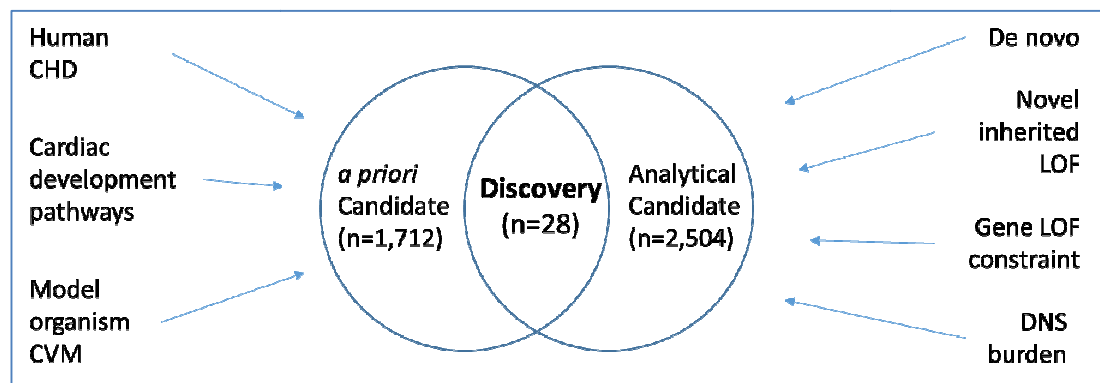 Human
CHD
Cardiac
development
pathways
Model
organism
CVM
a priori
Candidate
(n=1,712)
Discovery
(n=28)
Analytical
Candidate
(n=2,504)
De novo
Novel
inherited
LOF
Gene LOF
constraint
DNS
burden